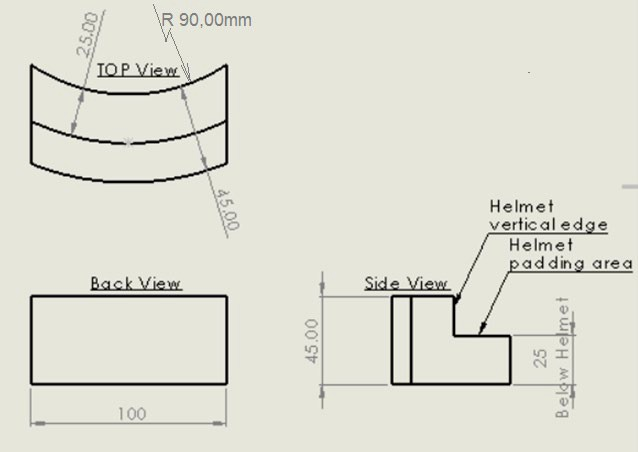 R 90,00mm
25.00
TOP View
45.00
Helmet
vertical edge
Helmet
padding area
Back View
Side View
45.00
25
Below Helmet
100